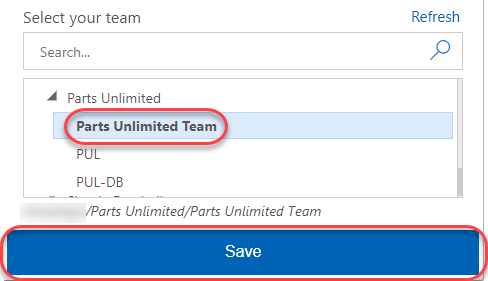 Select your team Refresh
Search...
Parts Unlimited
Parts Unlimited Team
PUL
PUL-DB
/Parts Unlimited/Parts Unlimited Team
Save